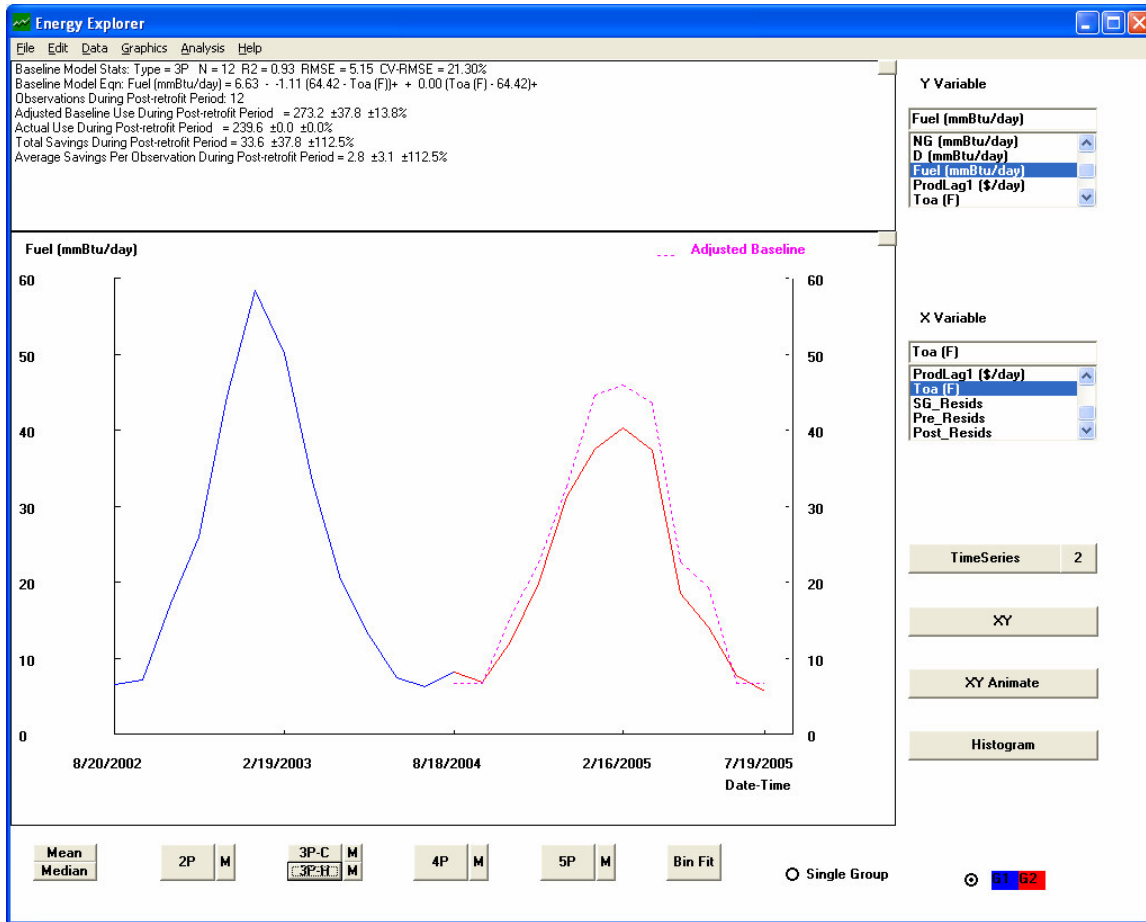 Energy Explorer
File Edit Data Graphics Analysis Help
Baseline Model Stats: Type = 3P N = 12 R2 = 0.93 RMSE = 5.15 CV-RMSE = 21.30%
Baseline Model Eqn: Fuel (mmBtu/day) = 6.63 - -1.11 (64.42 - Toa (F))+ + 0.00 (Toa (F) - 64.42)+
Observations During Post-retrofit Period: 12
Adjusted Baseline Use During Post-retrofit Period = 273.2 ±37.8 ±13.8%
Actual Use During Post-retrofit Period = 239.6 ±0.0 ±0.0%
Total Savings During Post-retrofit Period = 33.6 ±37.8 ±112.5%
Average Savings Per Observation During Post-retrofit Period = 2.8 ±3.1 ±112.5%
Y Variable
Fuel (mmBtu/day)
NG (mmBtu/day)
D (mmBtu/day)
Fuel (mmBtu/day)
ProdLag1 ($/day)
Toa (F)
Fuel (mmBtu/day)
Adjusted Baseline
60 60
50 50
40 40
30 30
20 20
10 10
0 0
8/20/2002 2/19/2003 8/18/2004 2/16/2005 7/19/2005
Date-Time
X Variable
Toa (F)
ProdLag1 ($/day)
Toa (F)
SG_Resids
Pre_Resids
Post_Resids
TimeSeries 2
XY
XY Animate
Histogram
Mean
Median
2P M
3P-C M
3P-H M
4P M
5P M
Bin Fit
Single Group
G1 G2